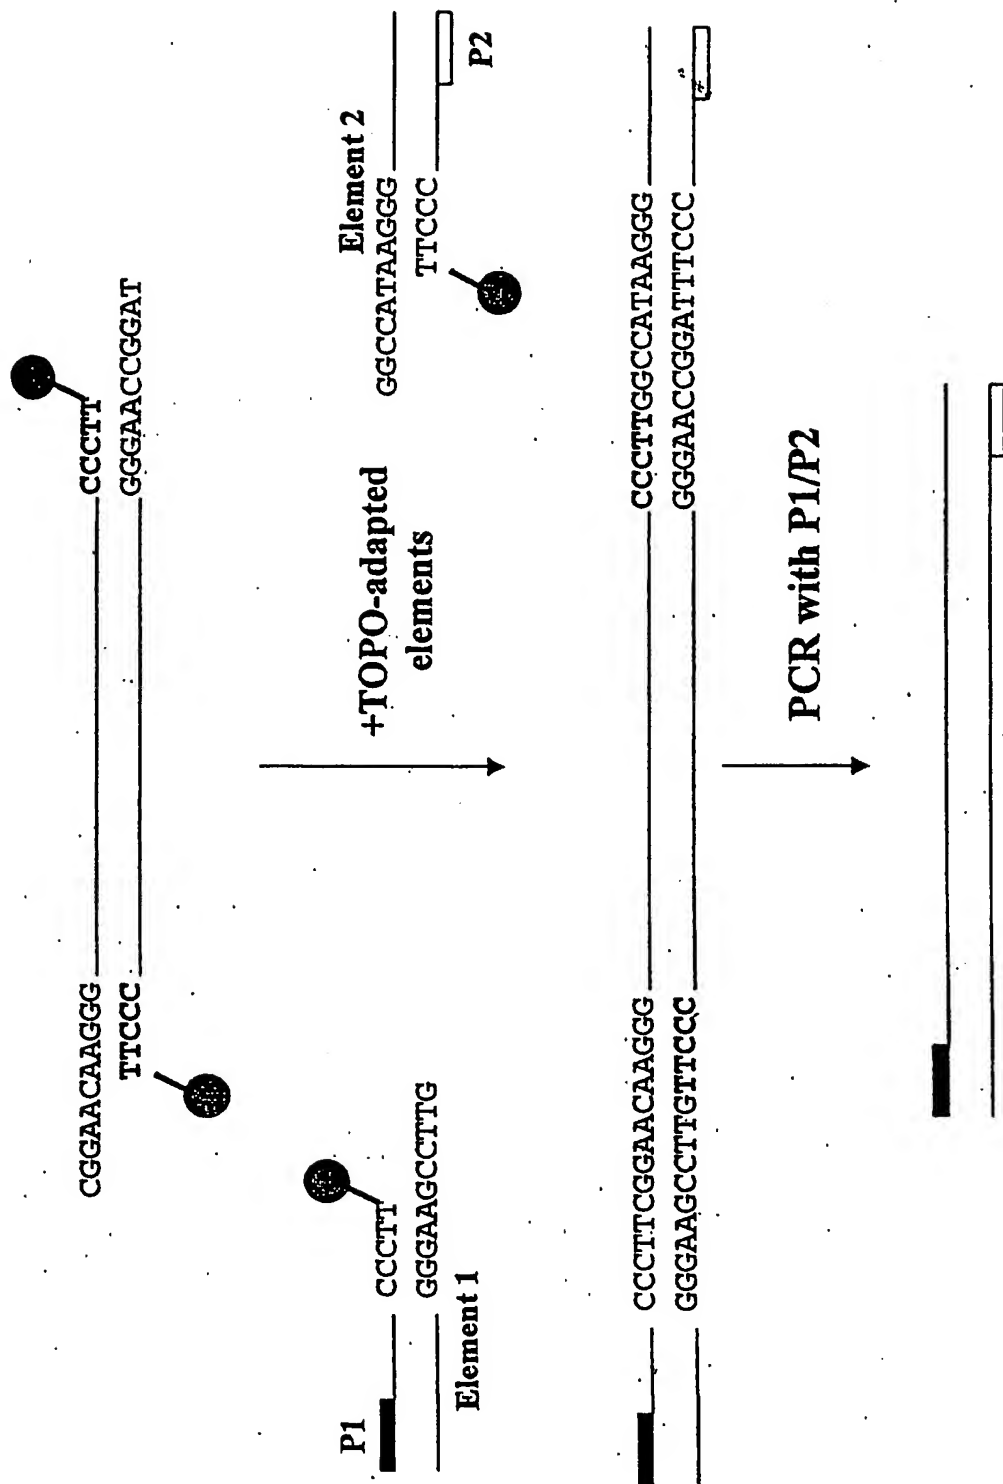 CGGAACAAGGG CCCTT
TTCCC GGGAACCGGAT
+TOPO-adapted
elements
P1
CCCTT
GGGAAGCCTTG
Element 1
Element 2
GGCCATAAGGG
TTCCC
P2
CCCTTCGGAACAAGGG CCCTTGGCCATAAGGG
GGGAAGCCTTGTTCCC GGGAACCGGATTTCCC
PCR with P1/P2